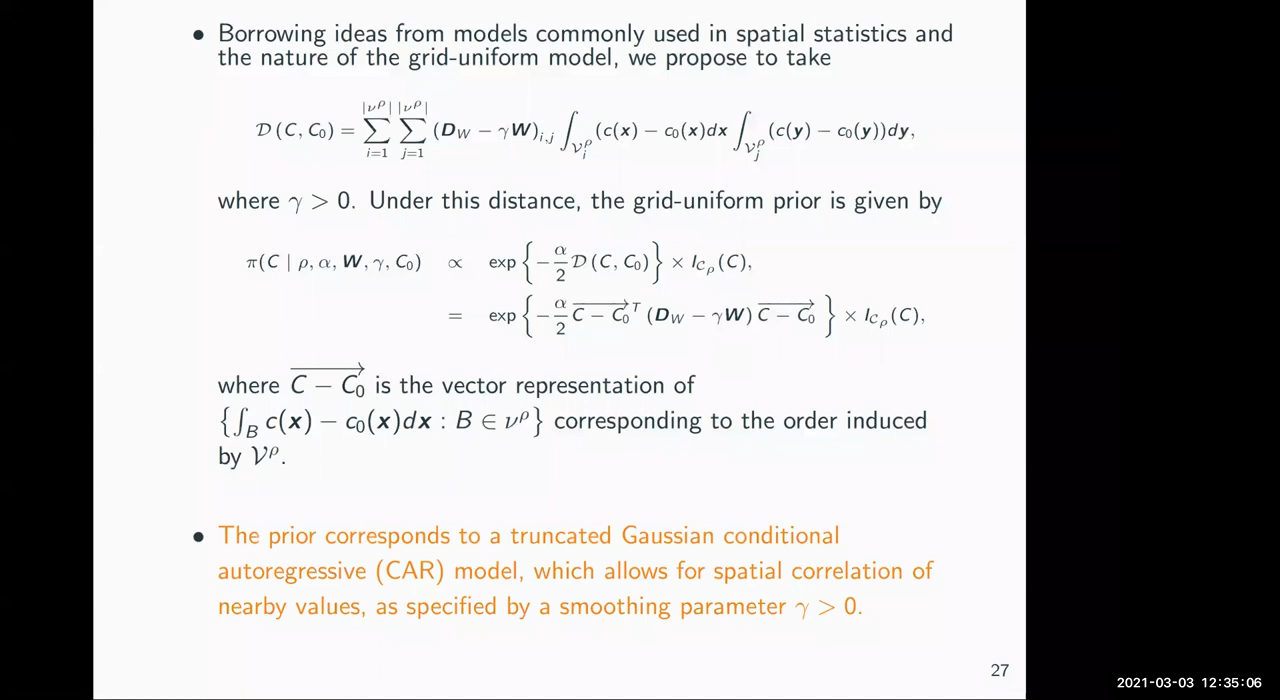 • Borrowing ideas from models commonly used in spatial statistics and
the nature of the grid-uniform model, we propose to take
𝒟 (C, C₀) = ∑_{i=1}^{|ν^ρ|} ∑_{j=1}^{|ν^ρ|} (D_W − γW)_{i,j} ∫_{𝒱_i^ρ} (c(x) − c₀(x)dx ∫_{𝒱_j^ρ} (c(y) − c₀(y))dy,
where γ > 0. Under this distance, the grid-uniform prior is given by
π(C | ρ, α, W, γ, C₀) ∝ exp {−α/2 𝒟 (C, C₀)} × I_{C_ρ}(C),
= exp {−α/2 \overrightarrow{C − C₀}^T (D_W − γW) \overrightarrow{C − C₀} } × I_{C_ρ}(C),
where \overrightarrow{C − C₀} is the vector representation of
{∫_B c(x) − c₀(x)dx : B ∈ ν^ρ} corresponding to the order induced
by 𝒱^ρ.
• The prior corresponds to a truncated Gaussian conditional
autoregressive (CAR) model, which allows for spatial correlation of
nearby values, as specified by a smoothing parameter γ > 0.
27
2021-03-03 12:35:06